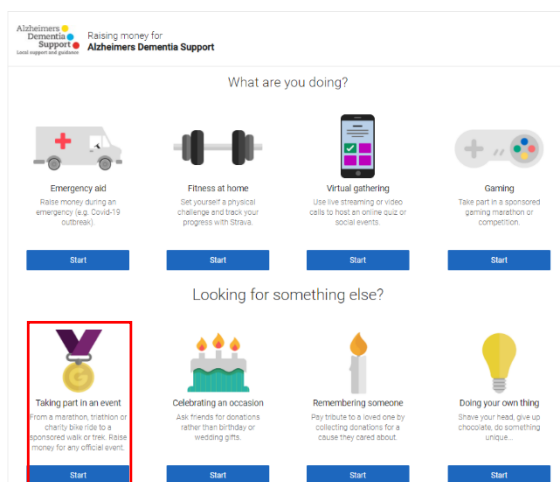 Alzheimers
Dementia
Support
Local support and guidance
Raising money for
Alzheimers Dementia Support
What are you doing?
Emergency aid
Raise money during an
emergency (e.g. Covid-19
outbreak).
Start
Fitness at home
Set yourself a physical
challenge and track your
progress with Strava.
Start
Virtual gathering
Use live streaming or video
calls to host an online quiz or
social events.
Start
Gaming
Take part in a sponsored
gaming marathon or
competition.
Start
Looking for something else?
G
Taking part in an event
From a marathon, triathlon or
charity bike ride to a
sponsored walk or trek. Raise
money for any official event.
Start
Celebrating an occasion
Ask friends for donations
rather than birthday or
wedding gifts.
Start
Remembering someone
Pay tribute to a loved one by
collecting donations for a
cause they cared about.
Start
Doing your own thing
Shave your head, give up
chocolate, do something
unique...
Start